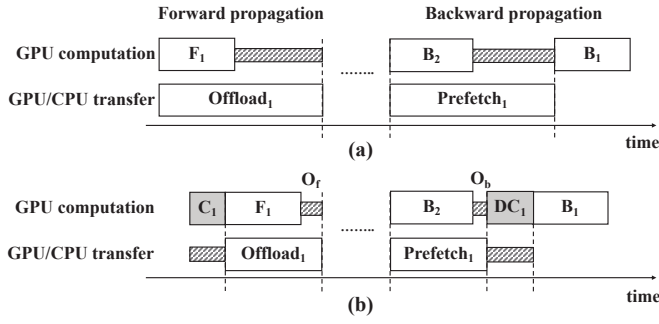 Forward propagation Backward propagation
GPU computation F1 B2 B1
GPU/CPU transfer Offload1 ........ Prefetch1
time
(a)
Of Ob
GPU computation C1 F1 B2 DC1 B1
GPU/CPU transfer Offload1 ........ Prefetch1
time
(b)